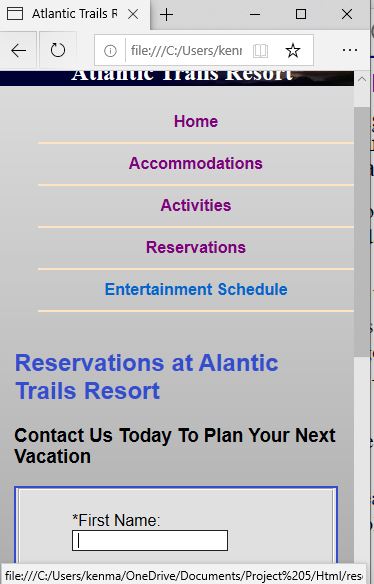 Atlantic Trails R
file:///C:/Users/kenm
Atlantic Trails Resort
Home
Accommodations
Activities
Reservations
Entertainment Schedule
Reservations at Alantic
Trails Resort
Contact Us Today To Plan Your Next
Vacation
*First Name:
file:///C:/Users/kenma/OneDrive/Documents/Project%205/Html/res